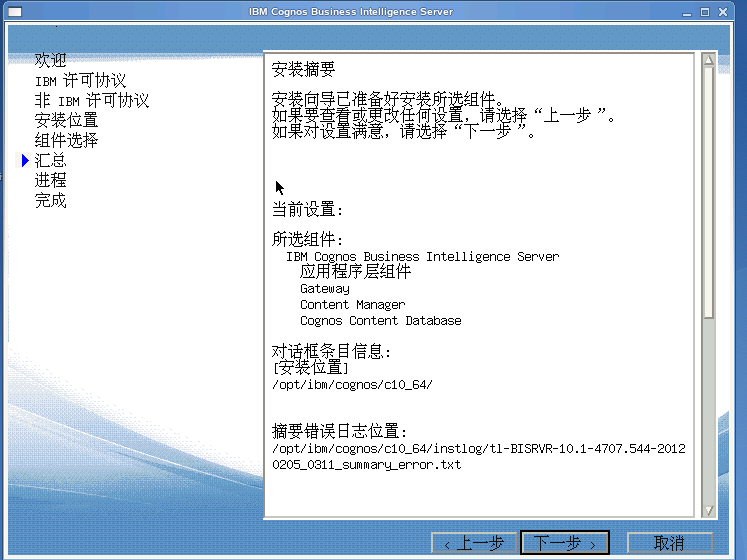 IBM Cognos Business Intelligence Server
欢迎
IBM 许可协议
非 IBM 许可协议
安装位置
组件选择
汇总
进程
完成
安装摘要
安装向导已准备好安装所选组件。
如果要查看或更改任何设置，请选择“上一步 ”。
如果对设置满意，请选择“下一步 ”。
当前设置：
所选组件：
IBM Cognos Business Intelligence Server
应用程序层组件
Gateway
Content Manager
Cognos Content Database
对话框条目信息：
[安装位置]
/opt/ibm/cognos/c10_64/
摘要错误日志位置：
/opt/ibm/cognos/c10_64/instlog/tl-BISRVR-10.1-4707.544-2012
0205_0311_summary_error.txt
< 上一步
下一步 >
取消